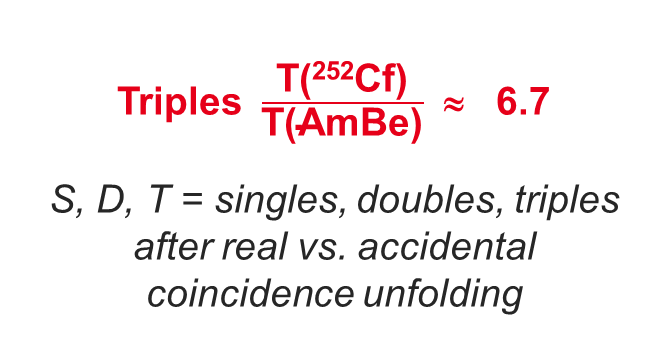 Triples T(²⁵²Cf) / T(AmBe) ≈ 6.7
S, D, T = singles, doubles, triples
after real vs. accidental
coincidence unfolding